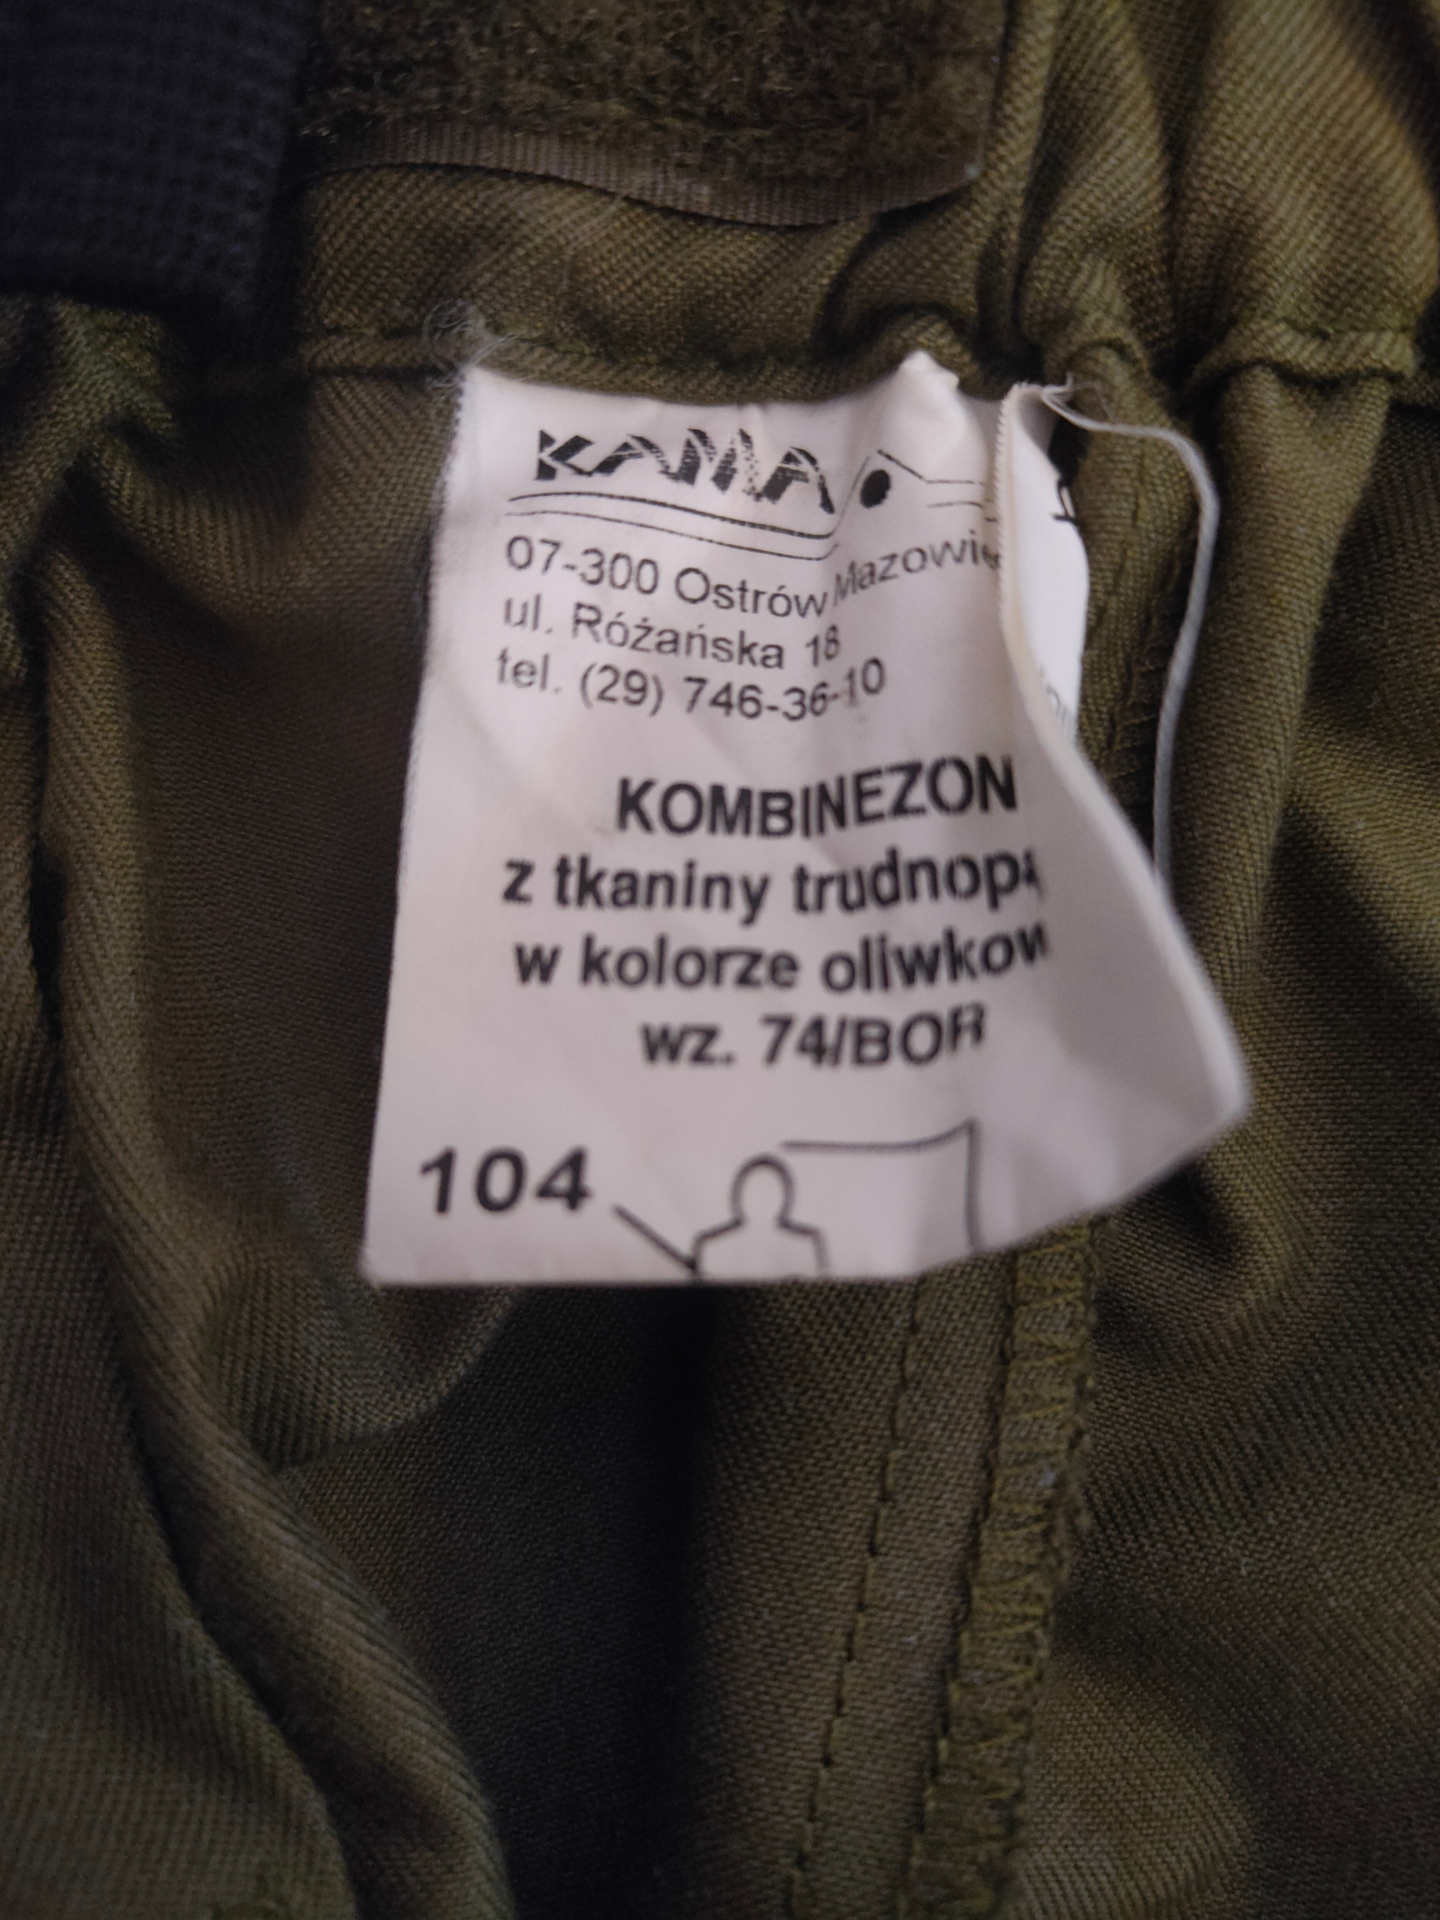 KAMA
07-300 Ostrów Mazowie
ul. Różańska 18
tel. (29) 746-36-10
KOMBINEZON
z tkaniny trudnopa
w kolorze oliwkow
wz. 74/BOR
104